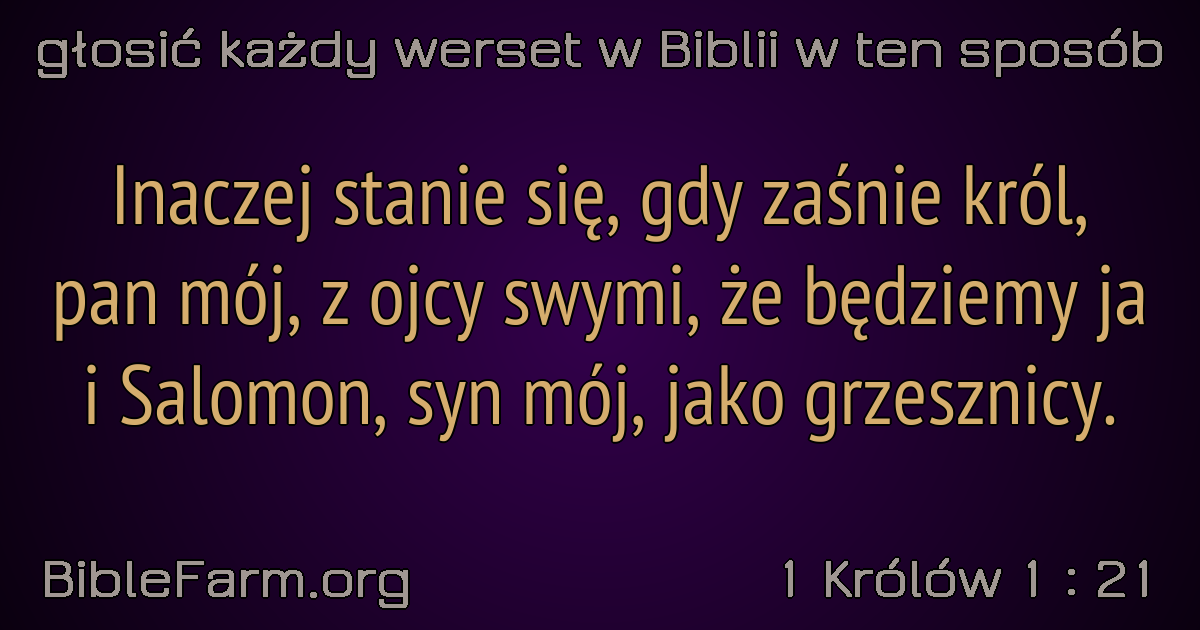 głosić każdy werset w Biblii w ten sposób
Inaczej stanie się, gdy zaśnie król,
pan mój, z ojcy swymi, że będziemy ja
i Salomon, syn mój, jako grzesznicy.
BibleFarm.org
1 Królów 1 : 21